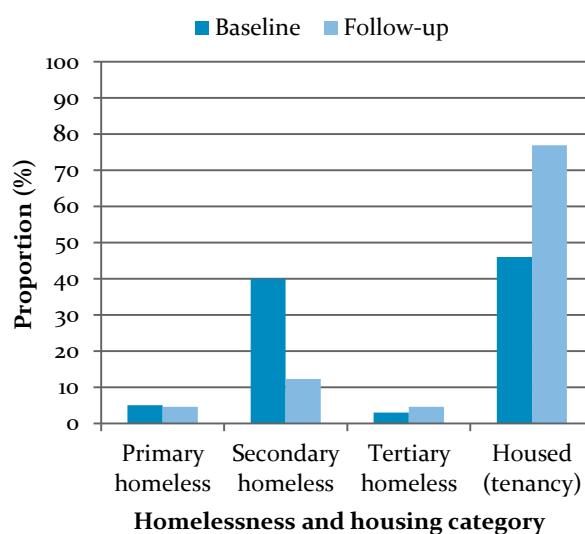 Baseline Follow-up
Proportion (%)
100
90
80
70
60
50
40
30
20
10
0
Primary homeless
Secondary homeless
Tertiary homeless
Housed (tenancy)
Homelessness and housing category